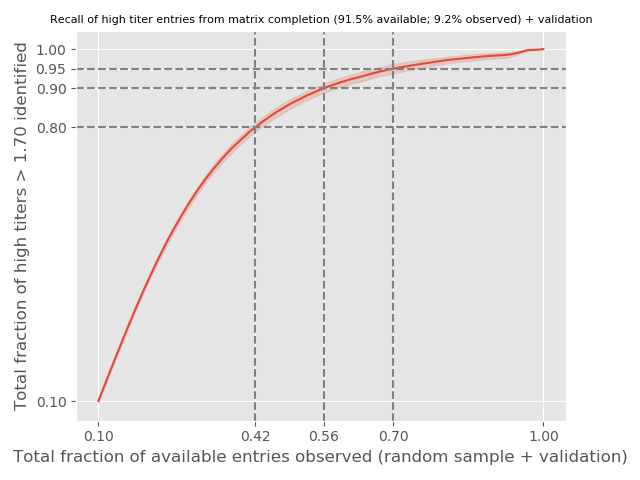 Recall of high titer entries from matrix completion (91.5% available; 9.2% observed) + validation
Total fraction of high titers > 1.70 identified
1.00
0.95
0.90
0.80
0.10
0.10 0.42 0.56 0.70 1.00
Total fraction of available entries observed (random sample + validation)